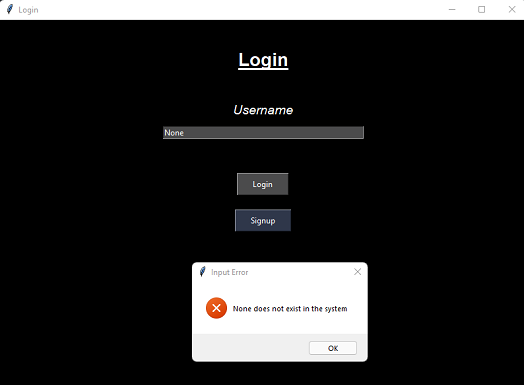 Login
Login
Username
None
Login
Signup
Input Error
None does not exist in the system
OK